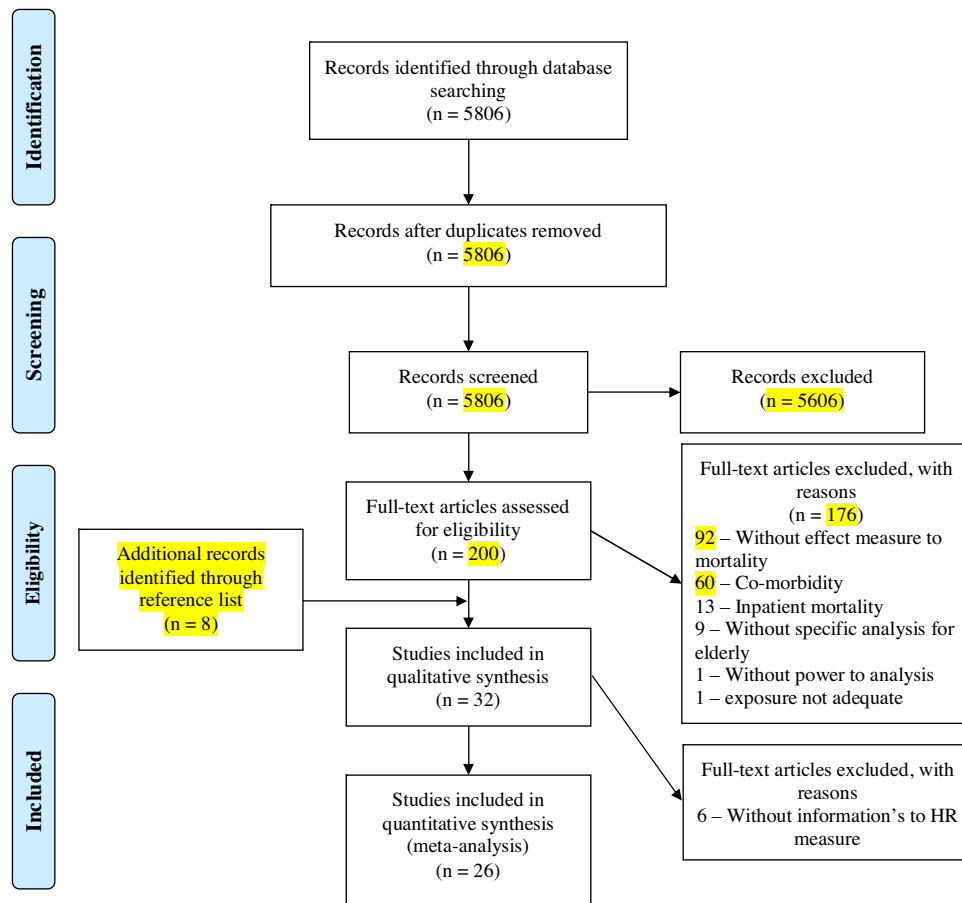 Identification
Records identified through database
searching
(n = 5806)
Records after duplicates removed
(n = 5806)
Screening
Records screened
(n = 5806)
Records excluded
(n = 5606)
Eligibility
Full-text articles assessed
for eligibility
(n = 200)
Full-text articles excluded, with
reasons
(n = 176)
92 – Without effect measure to
mortality
60 – Co-morbidity
13 – Inpatient mortality
9 – Without specific analysis for
elderly
1 – Without power to analysis
1 – exposure not adequate
Additional records
identified through
reference list
(n = 8)
Studies included in
qualitative synthesis
(n = 32)
Included
Full-text articles excluded, with
reasons
6 – Without information's to HR
measure
Studies included in
quantitative synthesis
(meta-analysis)
n = 26)